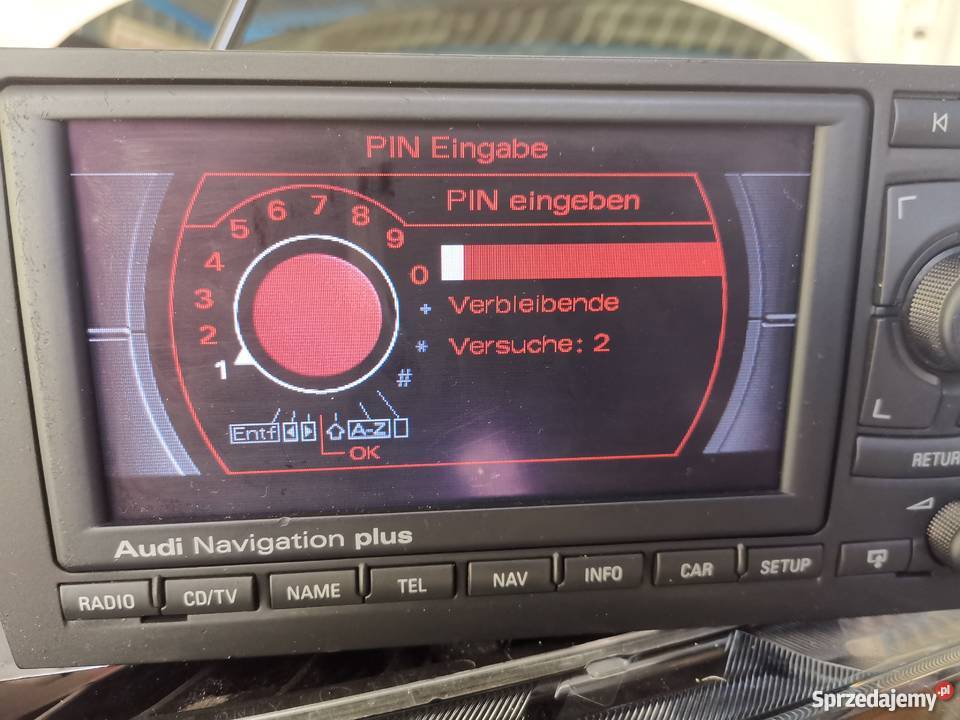 PIN Eingabe
PIN eingeben
1 2 3 4 5 6 7 8 9 0 + * #
Verbleibende
Versuche: 2
Entf A-Z
OK
Audi Navigation plus
RADIO CD/TV NAME TEL NAV INFO CAR SETUP
RETUR
Sprzedajemy.pl